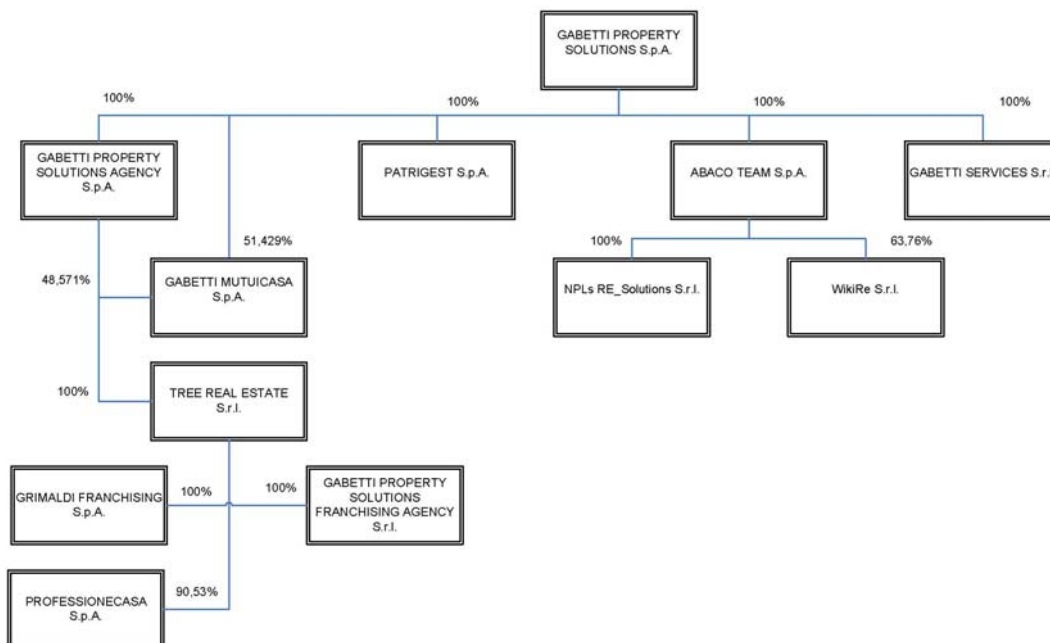 GABETTI PROPERTY
SOLUTIONS S.p.A.
100%
100%
100%
100%
GABETTI PROPERTY
SOLUTIONS AGENCY
S.p.A.
PATRIGEST S.p.A.
ABACO TEAM S.p.A.
GABETTI SERVICES S.r.l
51,429%
100%
63,76%
48,571%
GABETTI MUTUICASA
S.p.A.
NPLs RE_Solutions S.r.l.
WikiRe S.r.l.
100%
TREE REAL ESTATE
S.r.l.
GRIMALDI FRANCHISING
S.p.A.
100%
100%
GABETTI PROPERTY
SOLUTIONS
FRANCHISING AGENCY
S.r.l.
PROFESSIONECASA
S.p.A.
90,53%